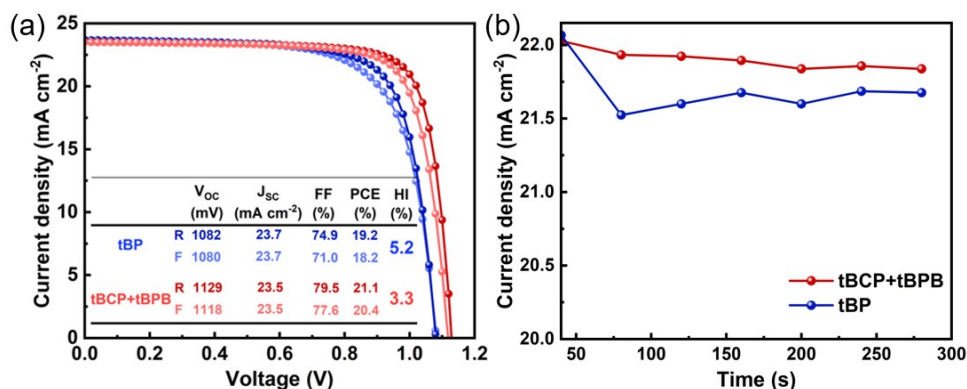 (a)
Current density (mA cm⁻²)
25
20
15
10
5
0
V_OC J_SC FF PCE HI
(mV) (mA cm⁻²) (%) (%) (%)
tBP R 1082 23.7 74.9 19.2 5.2
F 1080 23.7 71.0 18.2
tBCP+tBPB R 1129 23.5 79.5 21.1 3.3
F 1118 23.5 77.6 20.4
0.0 0.2 0.4 0.6 0.8 1.0 1.2
Voltage (V)
(b)
Current density (mA cm⁻²)
22.0
21.5
21.0
20.5
20.0
tBCP+tBPB
tBP
50 100 150 200 250 300
Time (s)